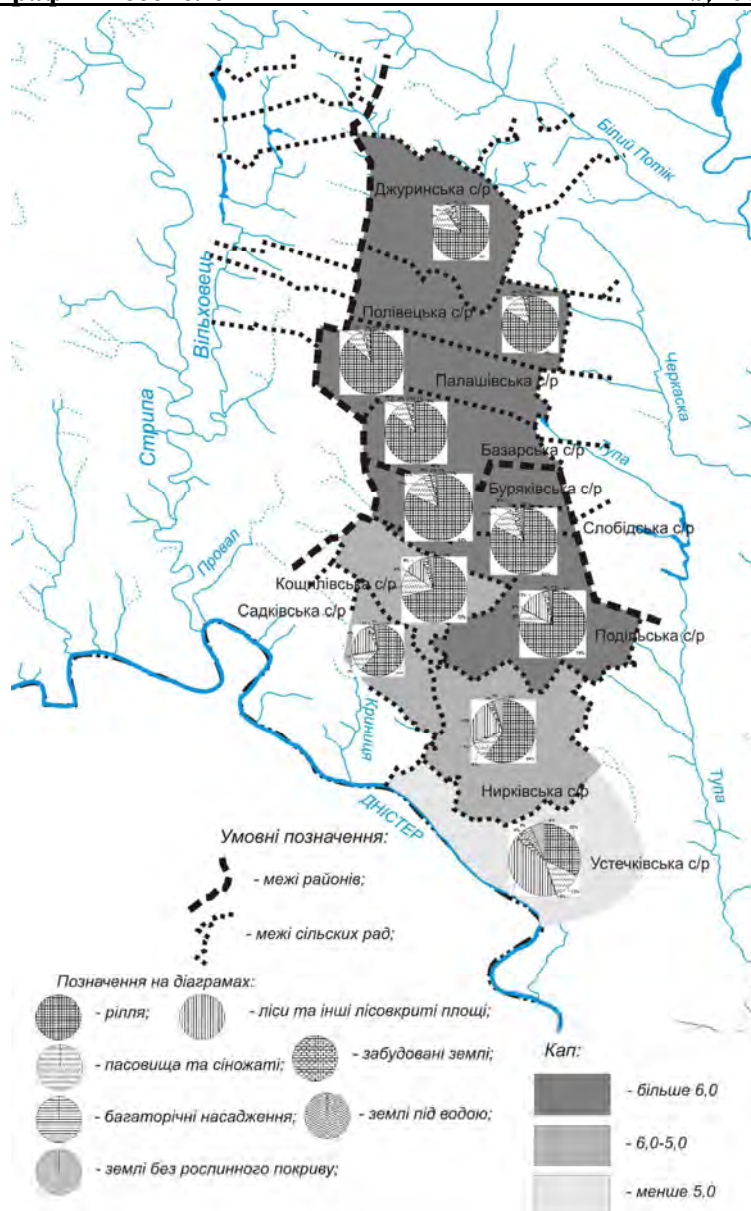 Білий Потік
Джуринська с/р
Вільховець
Полівецька с/р
Черкаска
Палашівська с/р
Стрипа
Базарська с/р
Тупа
Буряківська с/р
Слобідська с/р
Провал
Кощилівська с/р
Садківська с/р
Подільська с/р
Криниця
Нирківська с/р
Тупа
ДНІСТЕР
Устечківська с/р
Умовні позначення:
- межі районів;
- межі сільских рад;
Позначення на діаграмах:
- рілля;
- ліси та інші лісовкриті площі;
- пасовища та сіножаті;
- забудовані землі;
- багаторічні насадження;
- землі під водою;
- землі без рослинного покриву;
Кап:
- більше 6,0
- 6,0-5,0
- менше 5,0